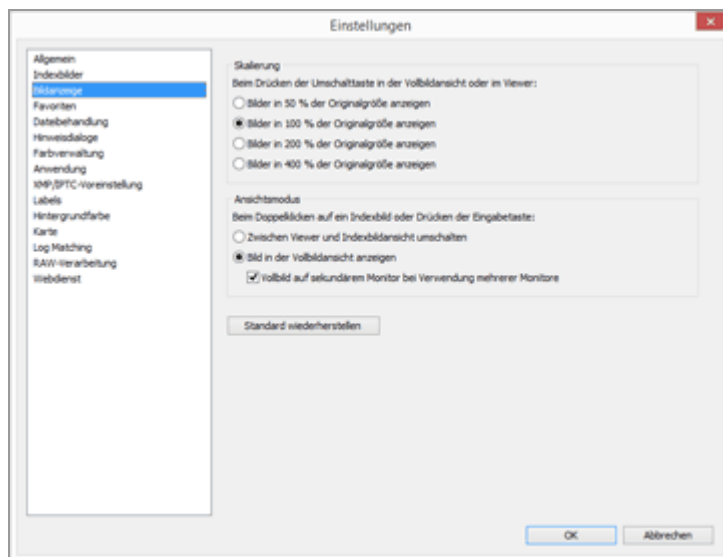 Einstellungen
Allgemein
Indexbilder
Bildanzeige
Favoriten
Dateibehandlung
Hinweisdialoge
Farbverwaltung
Anwendung
XMP/IPTC-Voreinstellung
Labels
Hintergrundfarbe
Karte
Log Matching
RAW-Verarbeitung
Webdienst
Skalierung
Beim Drücken der Umschalttaste in der Vollbildansicht oder im Viewer:
Bilder in 50 % der Originalgröße anzeigen
Bilder in 100 % der Originalgröße anzeigen
Bilder in 200 % der Originalgröße anzeigen
Bilder in 400 % der Originalgröße anzeigen
Ansichtsmodus
Beim Doppelklicken auf ein Indexbild oder Drücken der Eingabetaste:
Zwischen Viewer und Indexbildansicht umschalten
Bild in der Vollbildansicht anzeigen
Vollbild auf sekundärem Monitor bei Verwendung mehrerer Monitore
Standard wiederherstellen
OK
Abbrechen